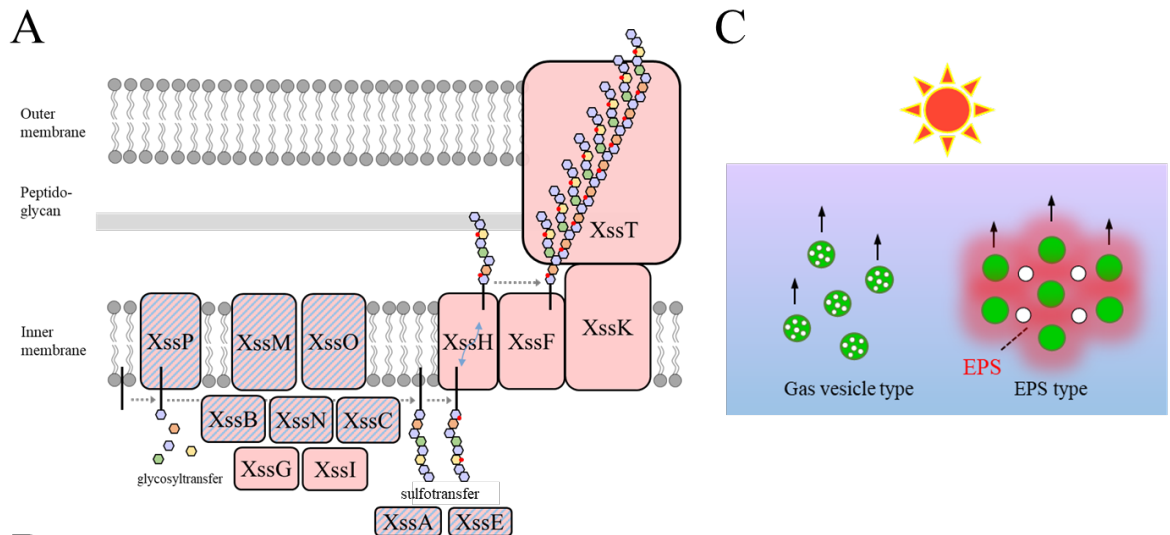 A
Outer
membrane
Peptido-
glycan
Inner
membrane
XssT
XssK
XssP
XssM
XssO
XssH
XssF
XssB
XssN
XssC
XssG
XssI
glycosyltransfer
sulfotransfer
XssA
XssE
C
EPS
Gas vesicle type
EPS type